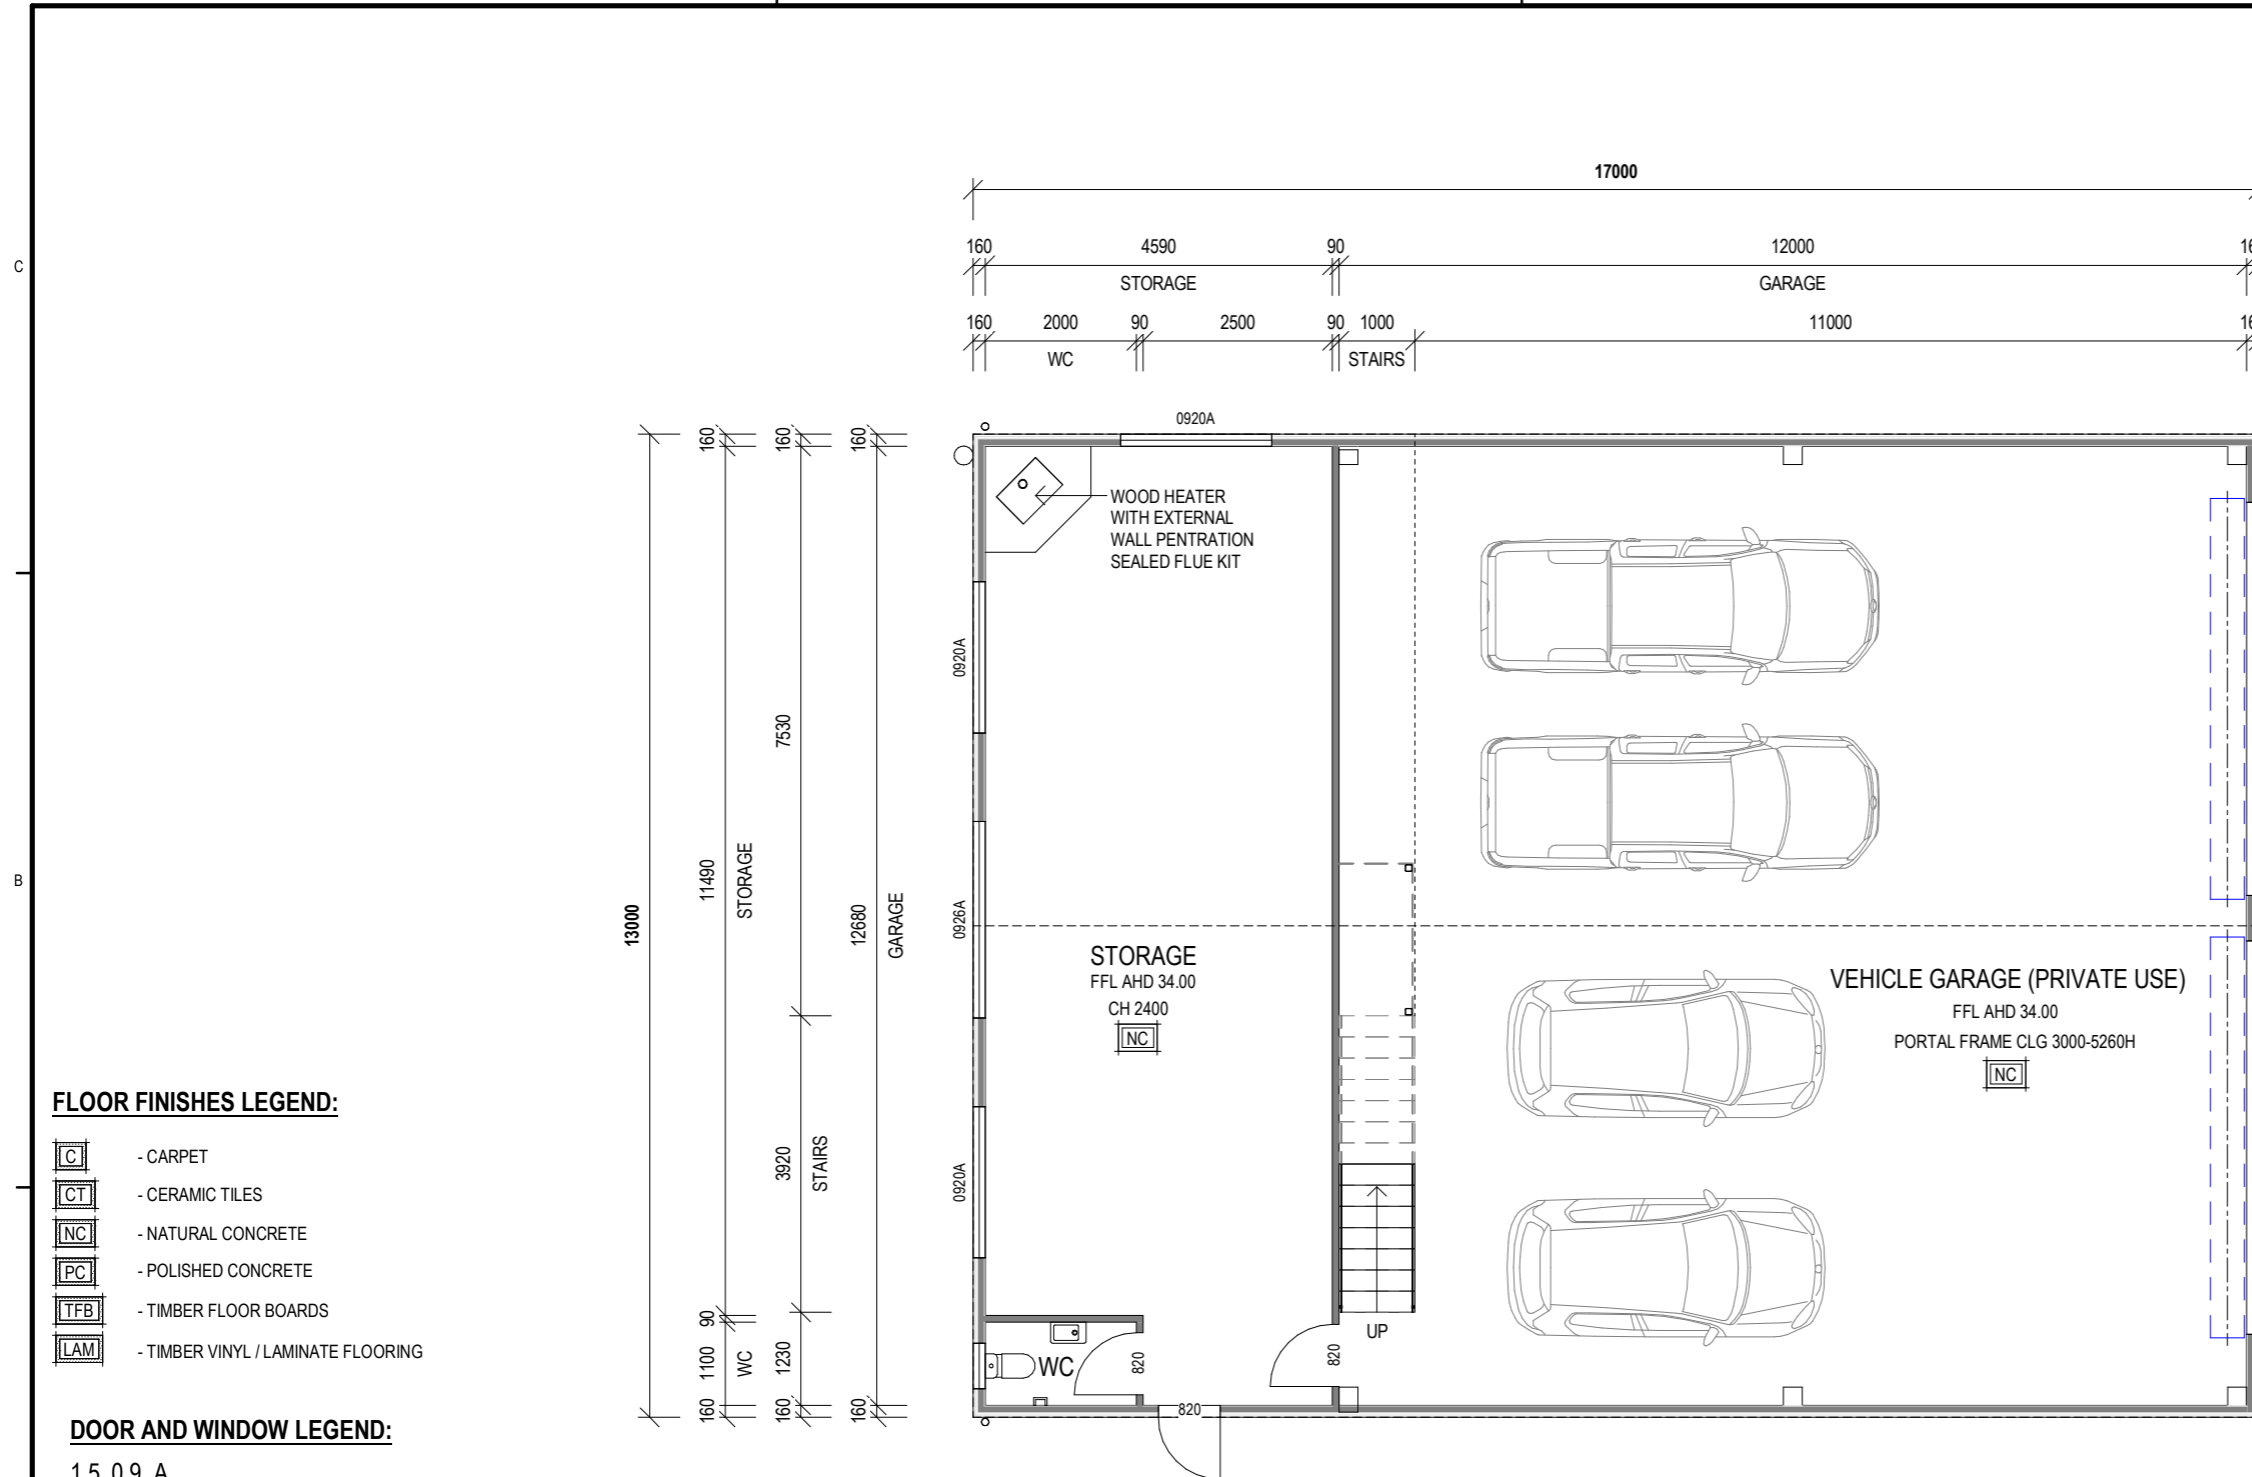 17000
160 4590 90 12000
STORAGE GARAGE
C
160 2000 90 2500 90 1000 11000
WC STAIRS
0920A
160 160 160
WOOD HEATER
WITH EXTERNAL
WALL PENTRATION
SEALED FLUE KIT
0920A
7530
B
13000
11490
STORAGE
12680
GARAGE
0926A
STORAGE
FFL AHD 34.00
CH 2400
NC
VEHICLE GARAGE (PRIVATE USE)
FFL AHD 34.00
PORTAL FRAME CLG 3000-5260H
NC
3920
STAIRS
0920A
UP
90
1100
WC
1230
160 160 160
WC
820
820
820
FLOOR FINISHES LEGEND:
C - CARPET
CT - CERAMIC TILES
NC - NATURAL CONCRETE
PC - POLISHED CONCRETE
TFB - TIMBER FLOOR BOARDS
LAM - TIMBER VINYL / LAMINATE FLOORING
DOOR AND WINDOW LEGEND:
15 09 A